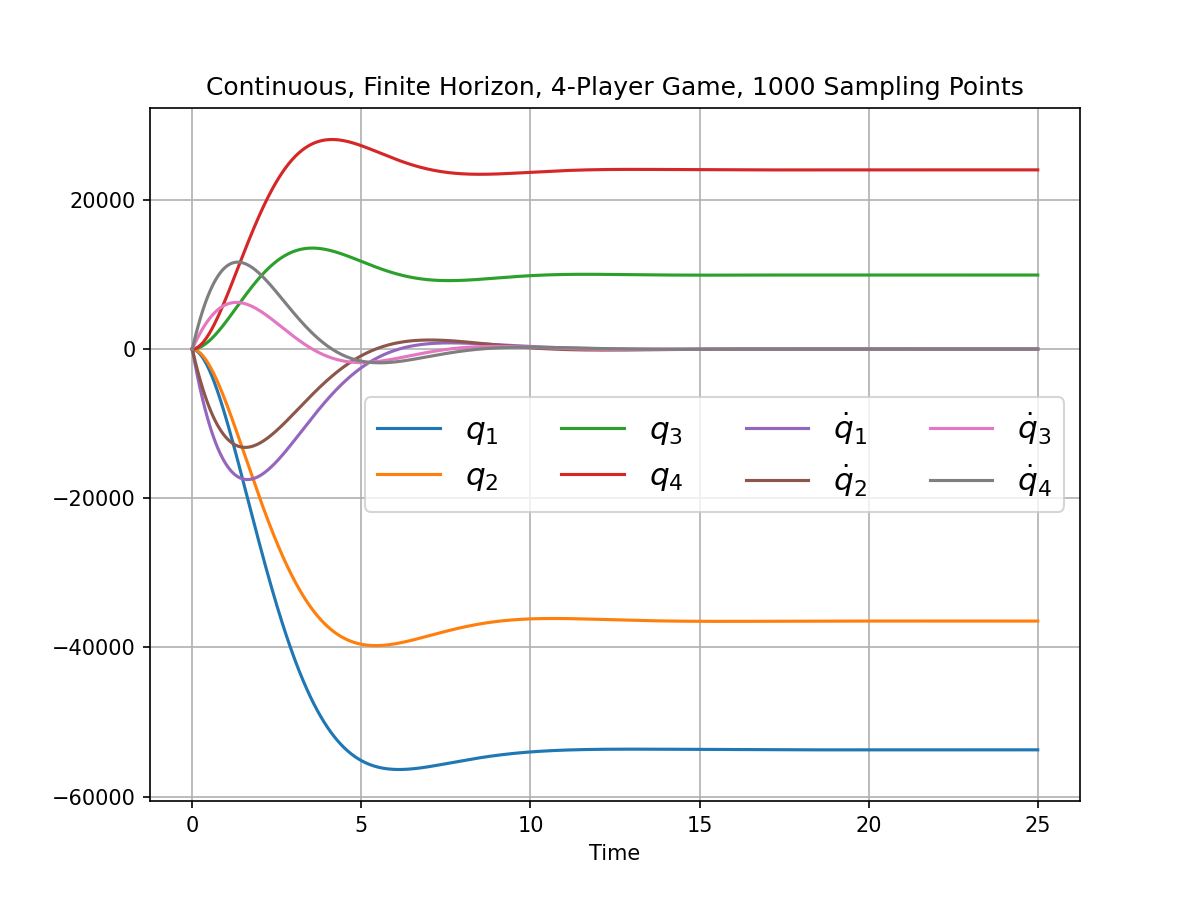 Continuous, Finite Horizon, 4-Player Game, 1000 Sampling Points
20000
0
−20000
−40000
−60000
q₁ q₃ q̇₁ q̇₃
q₂ q₄ q̇₂ q̇₄
0 5 10 15 20 25
Time